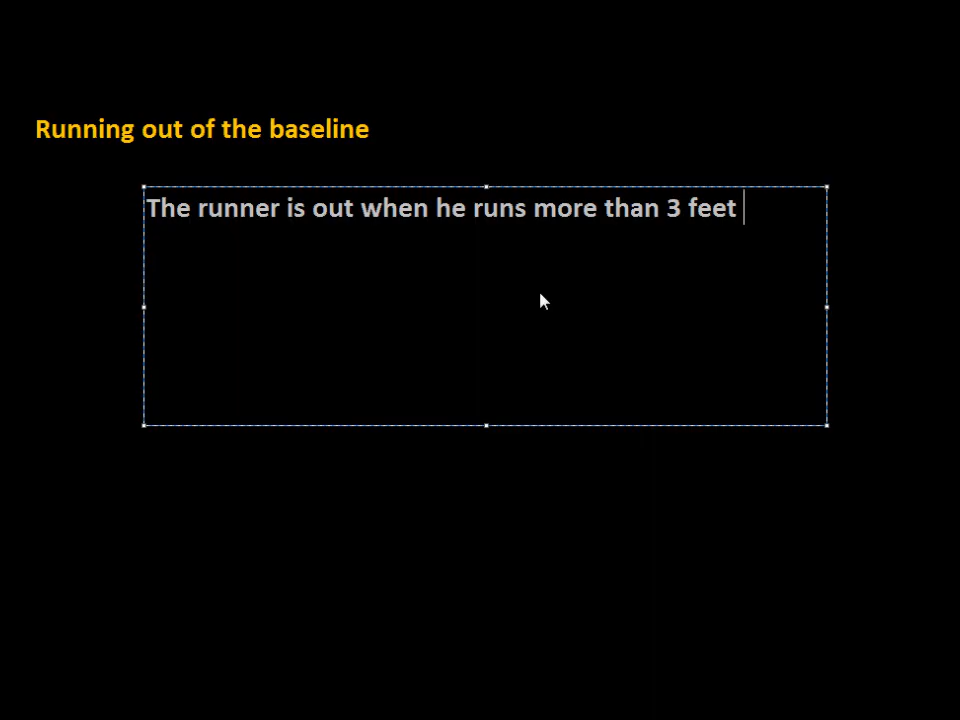 Running out of the baseline
The runner is out when he runs more than 3 feet